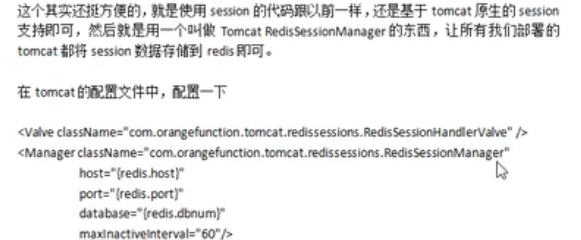 这个其实还挺方便的，就是使用 session 的代码跟以前一样，还是基于 tomcat 原生的 session
支持即可，然后就是用一个叫做 Tomcat RedisSessionManager 的东西，让所有我们部署的
tomcat 都将 session 数据存储到 redis 即可。
在 tomcat 的配置文件中，配置一下
<Valve className="com.orangefunction.tomcat.redissessions.RedisSessionHandlerValve" />
<Manager className="com.orangefunction.tomcat.redissessions.RedisSessionManager"
host="{redis.host}"
port="{redis.port}"
database="{redis.dbnum}"
maxInactiveInterval="60"/>